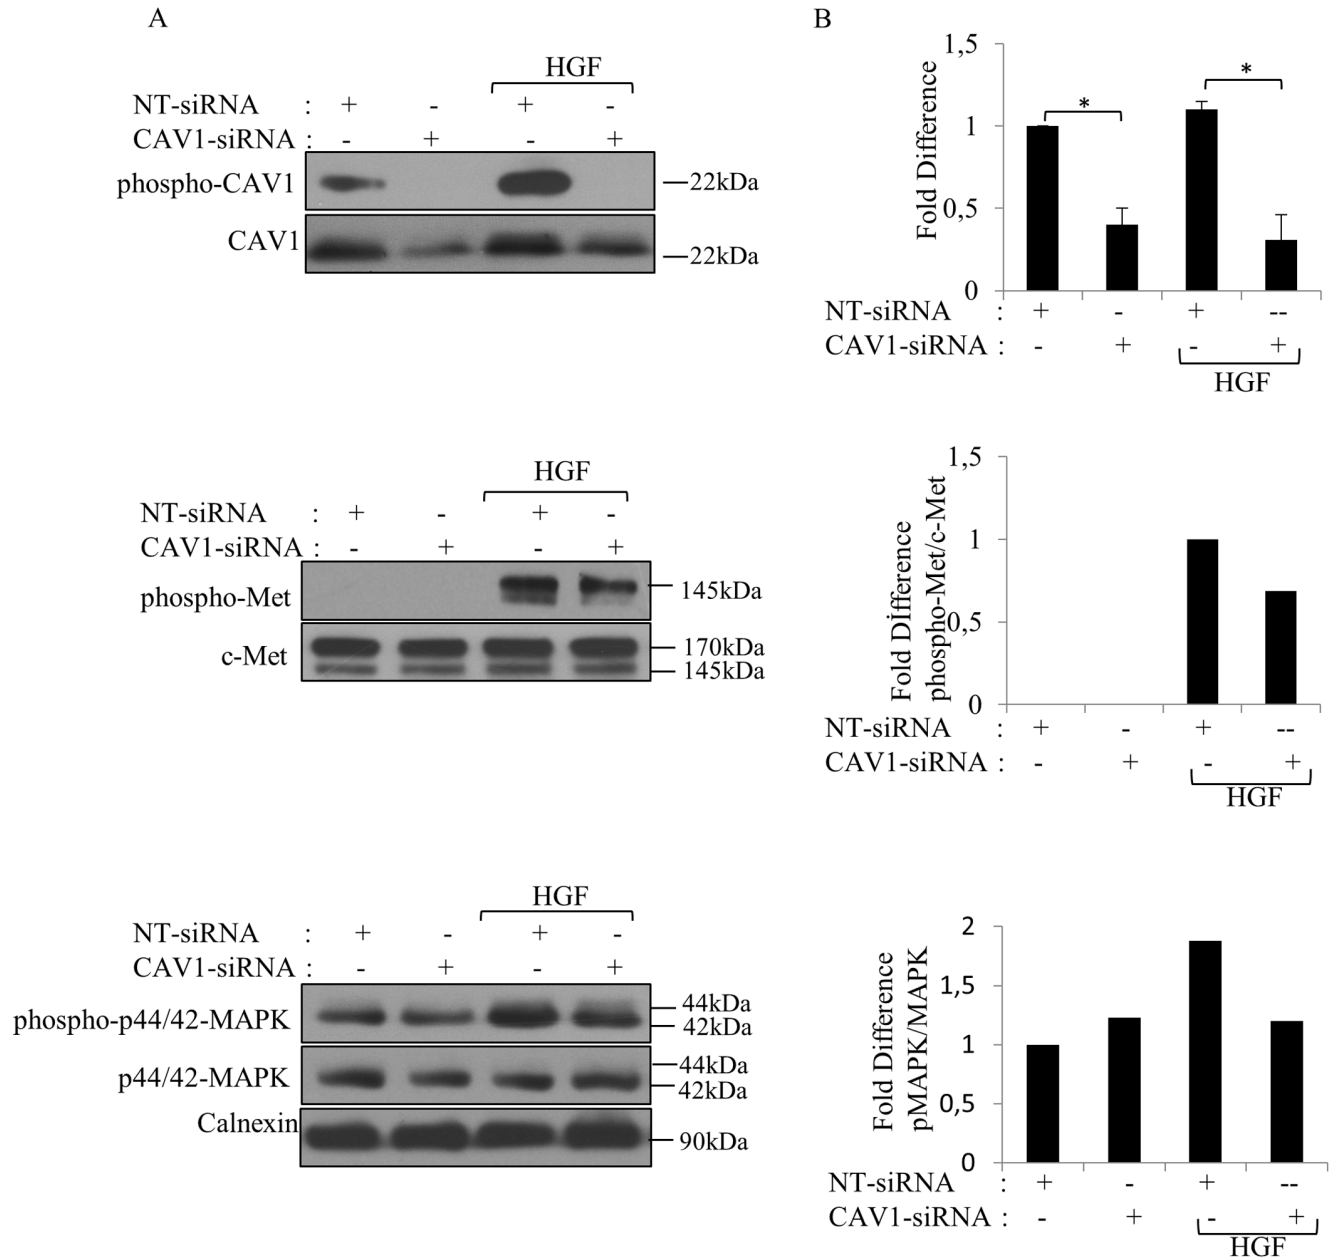 A
HGF
NT-siRNA : + - + -
CAV1-siRNA : - + - +
phospho-CAV1 22kDa
CAV1 22kDa
HGF
NT-siRNA : + - + -
CAV1-siRNA : - + - +
phospho-Met 145kDa
c-Met 170kDa
145kDa
HGF
NT-siRNA : + - + -
CAV1-siRNA : - + - +
phospho-p44/42-MAPK 44kDa
42kDa
p44/42-MAPK 44kDa
42kDa
Calnexin 90kDa
B
Fold Difference
1,5
1
0,5
0
* *
NT-siRNA : + - + --
CAV1-siRNA : - + - +
HGF
Fold Difference
phospho-Met/c-Met
1,5
1
0,5
0
NT-siRNA : + - + --
CAV1-siRNA : - + - +
HGF
Fold Difference
pMAPK/MAPK
2
1,5
1
0,5
0
NT-siRNA : + - + --
CAV1-siRNA : - + - +
HGF